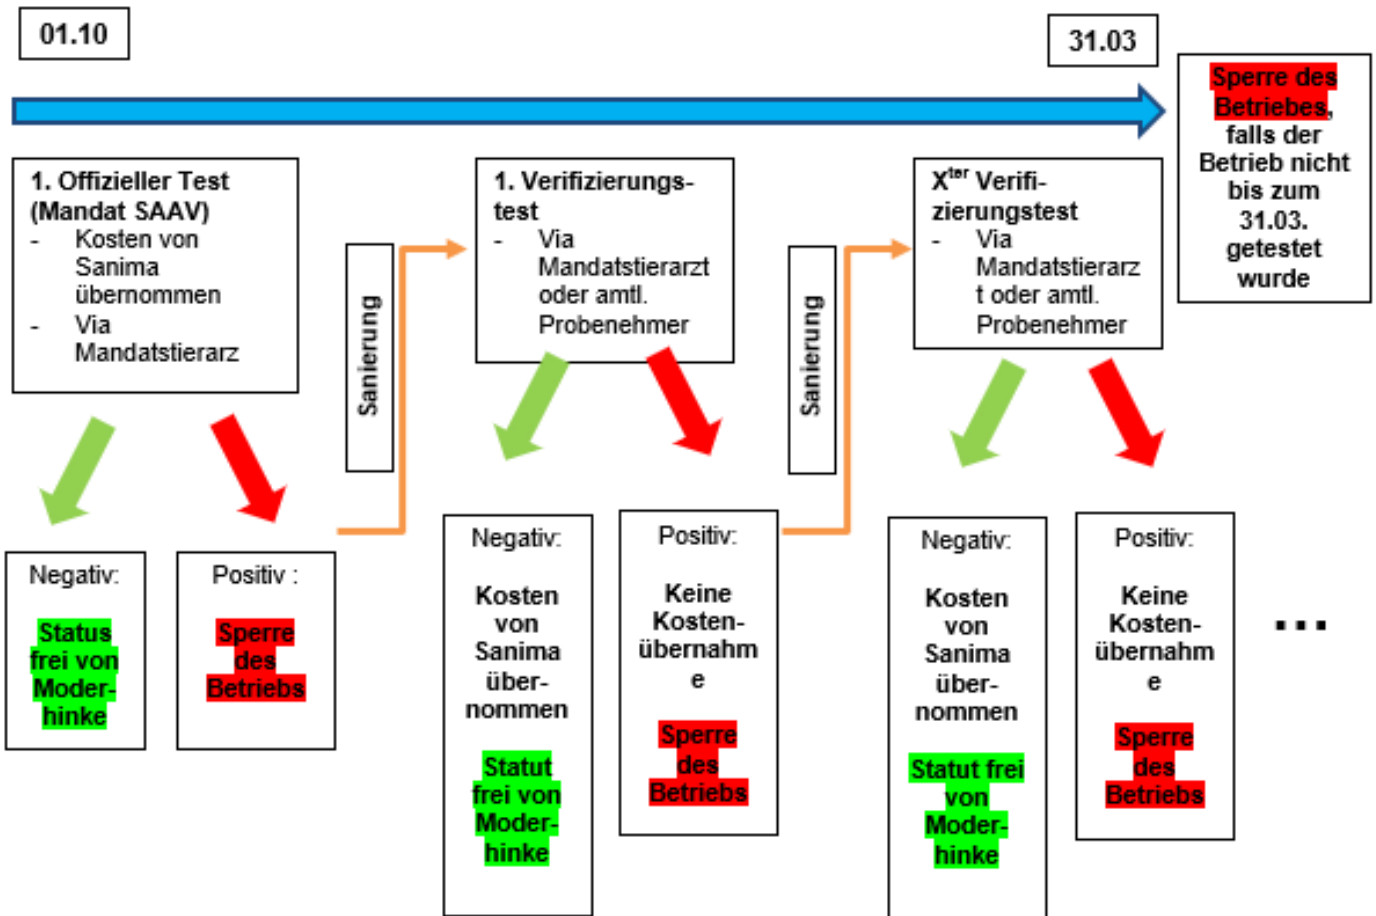 01.10
31.03
Sperre des
Betriebes,
falls der
Betrieb nicht
bis zum
31.03.
getestet
wurde
1. Offizieller Test
(Mandat SAAV)
- Kosten von
Sanima
übernommen
- Via
Mandatstierarz
Sanierung
1. Verifizierungs-
test
- Via
Mandatstierarzt
oder amtl.
Probenehmer
Sanierung
Xter Verifi-
zierungstest
- Via
Mandatstierarz
t oder amtl.
Probenehmer
Negativ:
Status
frei von
Moder-
hinke
Positiv :
Sperre
des
Betriebs
Negativ:
Kosten
von
Sanima
über-
nommen
Statut
frei von
Moder-
hinke
Positiv:
Keine
Kosten-
übernahm
e
Sperre
des
Betriebs
Negativ:
Kosten
von
Sanima
über-
nommen
Statut frei
von
Moder-
hinke
Positiv:
Keine
Kosten-
übernahm
e
Sperre
des
Betriebs
...